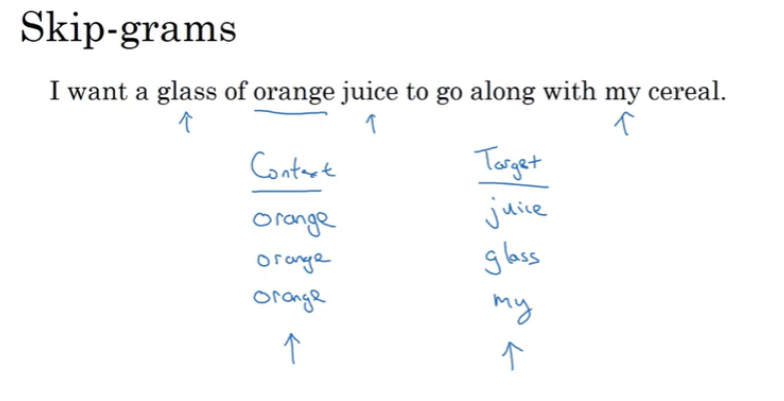 Skip-grams
I want a glass of orange juice to go along with my cereal.
Context Target
orange juice
orange glass
orange my